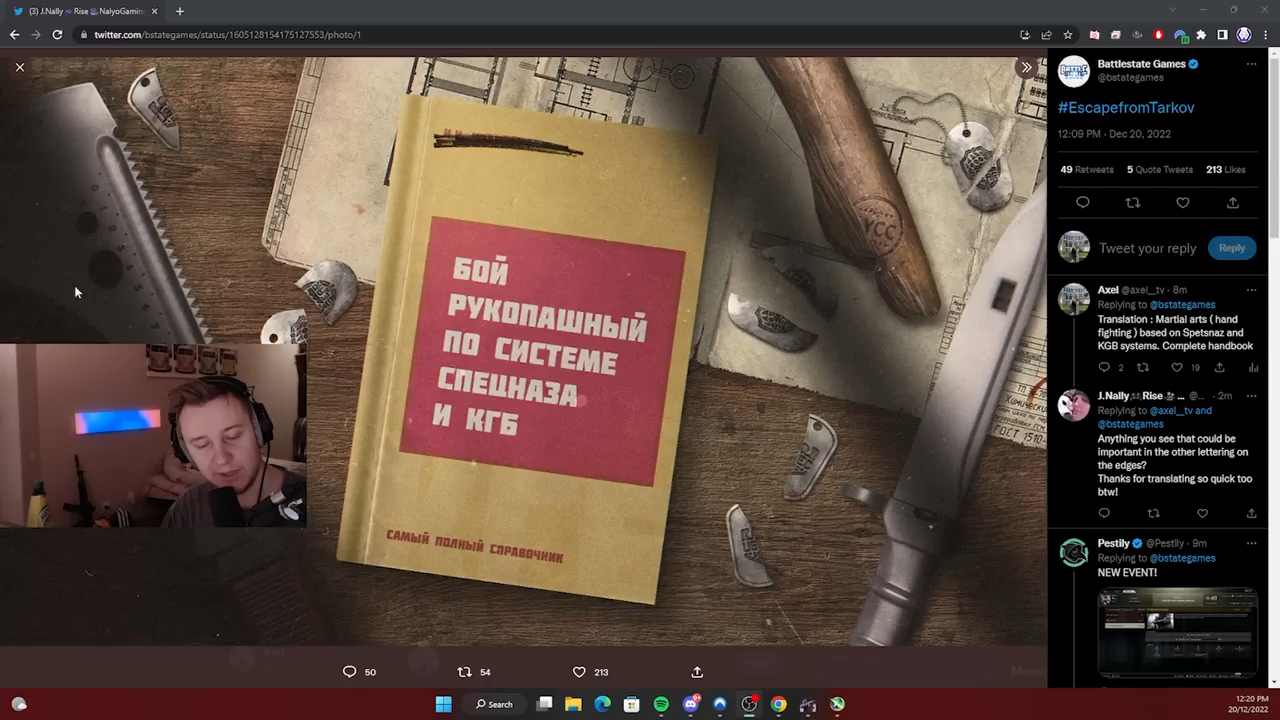 (3) J.Nally Rise NalyoGamin
twitter.com/bstategames/status/1605128154175127553/photo/1
БОЙ
РУКОПАШНЫЙ
ПО СИСТЕМЕ
СПЕЦНАЗА
И КГБ
САМЫЙ ПОЛНЫЙ СПРАВОЧНИК
УСС
50
54
213
Battlestate Games
@bstategames
#EscapefromTarkov
12:09 PM · Dec 20, 2022
49 Retweets 5 Quote Tweets 213 Likes
Tweet your reply
Reply
Axel @axel__tv · 8m
Replying to @bstategames
Translation : Martial arts ( hand
fighting ) based on Spetsnaz and
KGB systems. Complete handbook
2
19
J.Nally Rise ... @... · 2m
Replying to @axel__tv and
@bstategames
Anything you see that could be
important in the other lettering on
the edges?
Thanks for translating so quick too
btw!
Pestily @Pestily · 9m
Replying to @bstategames
NEW EVENT!
Search
12:20 PM
20/12/2022